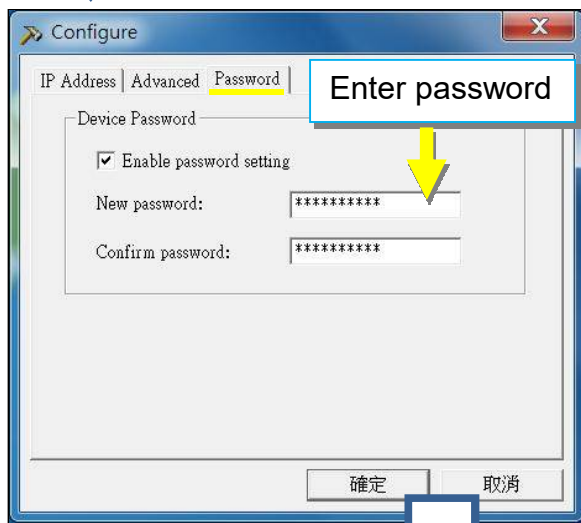 Configure
IP Address Advanced Password
Enter password
Device Password
Enable password setting
New password: **********
Confirm password: **********
確定 取消